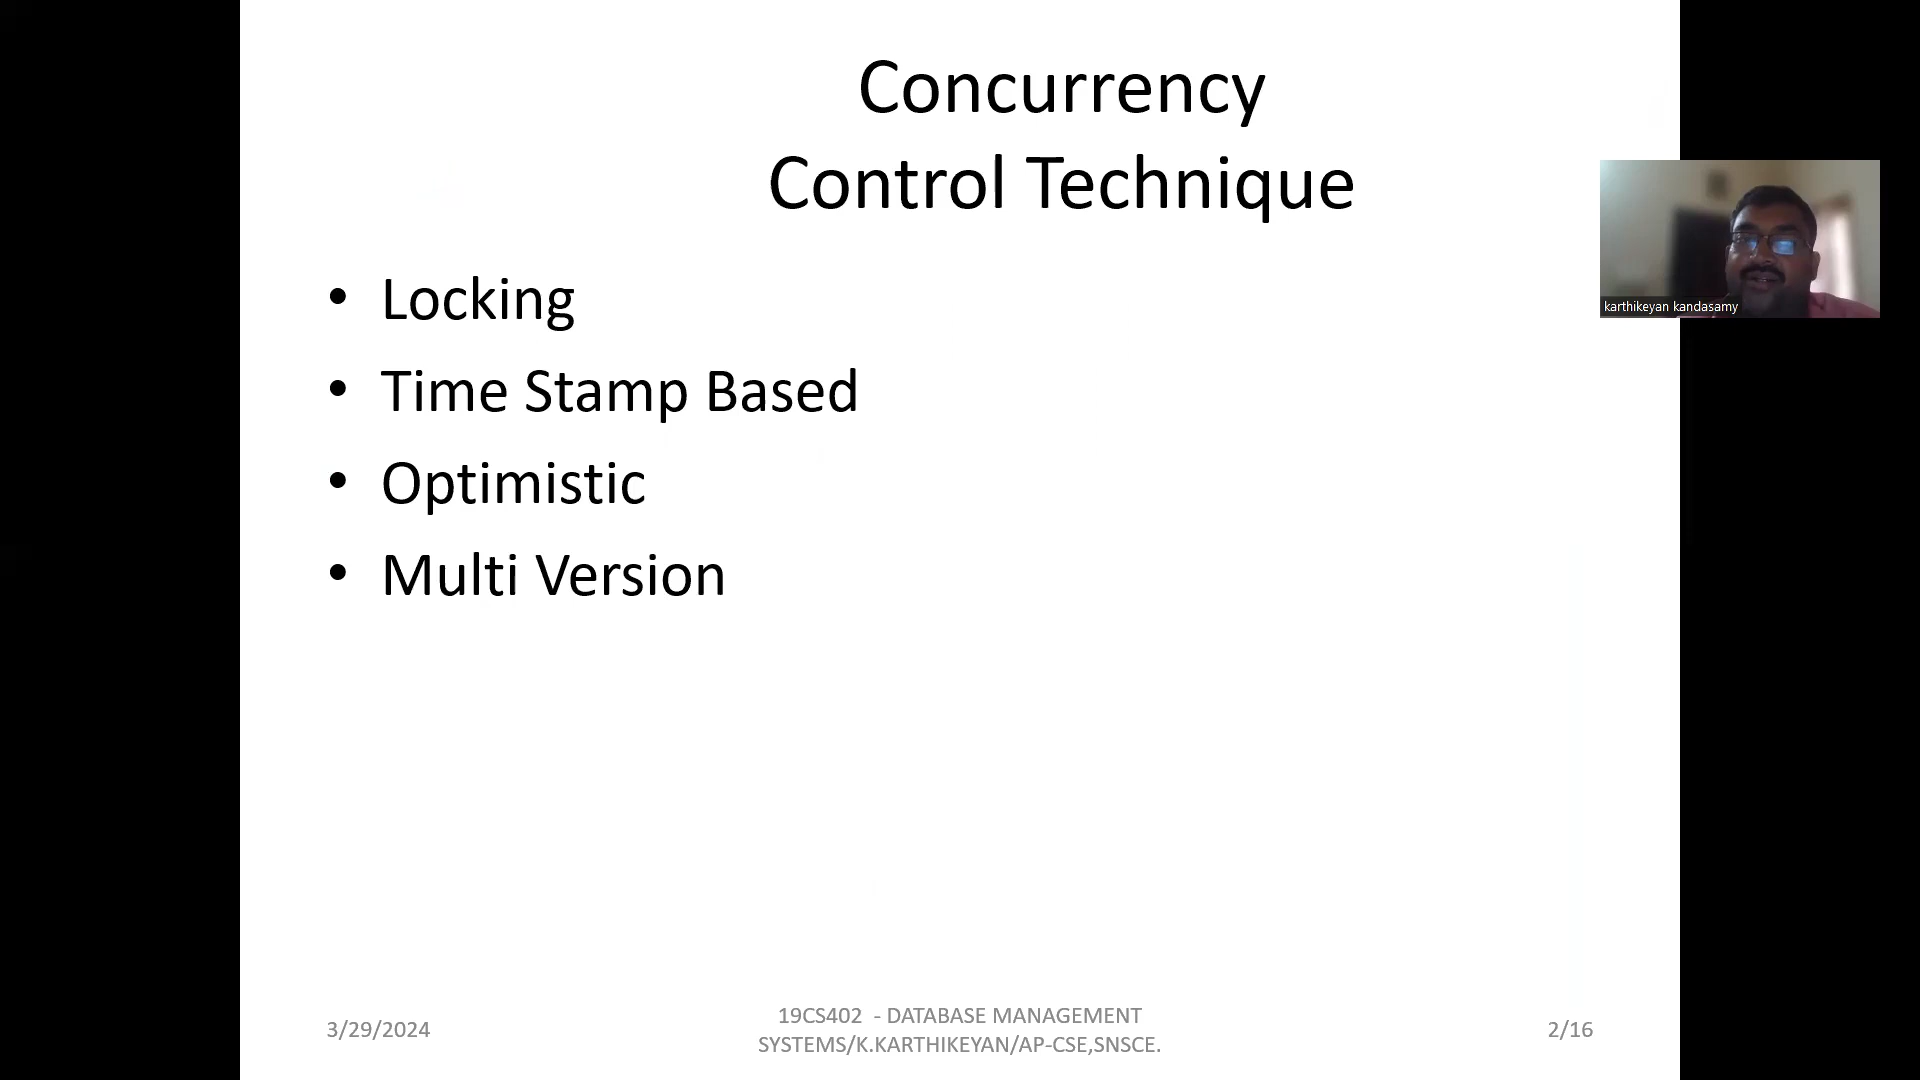 Concurrency
Control Technique
• Locking
• Time Stamp Based
• Optimistic
• Multi Version
karthikeyan kandasamy
3/29/2024
19CS402 - DATABASE MANAGEMENT
SYSTEMS/K.KARTHIKEYAN/AP-CSE,SNSCE.
2/16